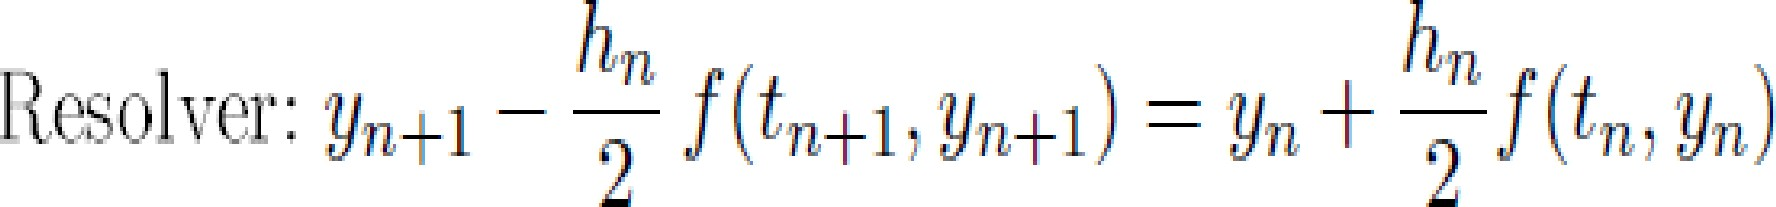 Resolver: $y_{n+1} - \frac{h_n}{2} f(t_{n+1}, y_{n+1}) = y_n + \frac{h_n}{2} f(t_n, y_n)$